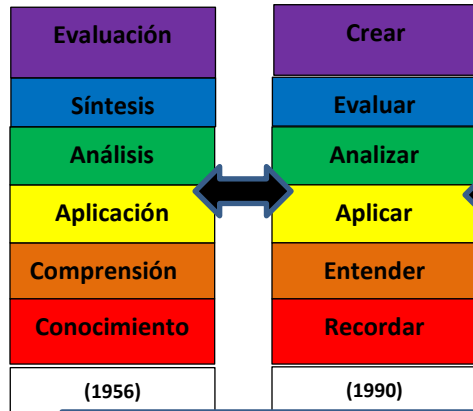 Evaluación
Síntesis
Análisis
Aplicación
Comprensión
Conocimiento
(1956)
Crear
Evaluar
Analizar
Aplicar
Entender
Recordar
(1990)